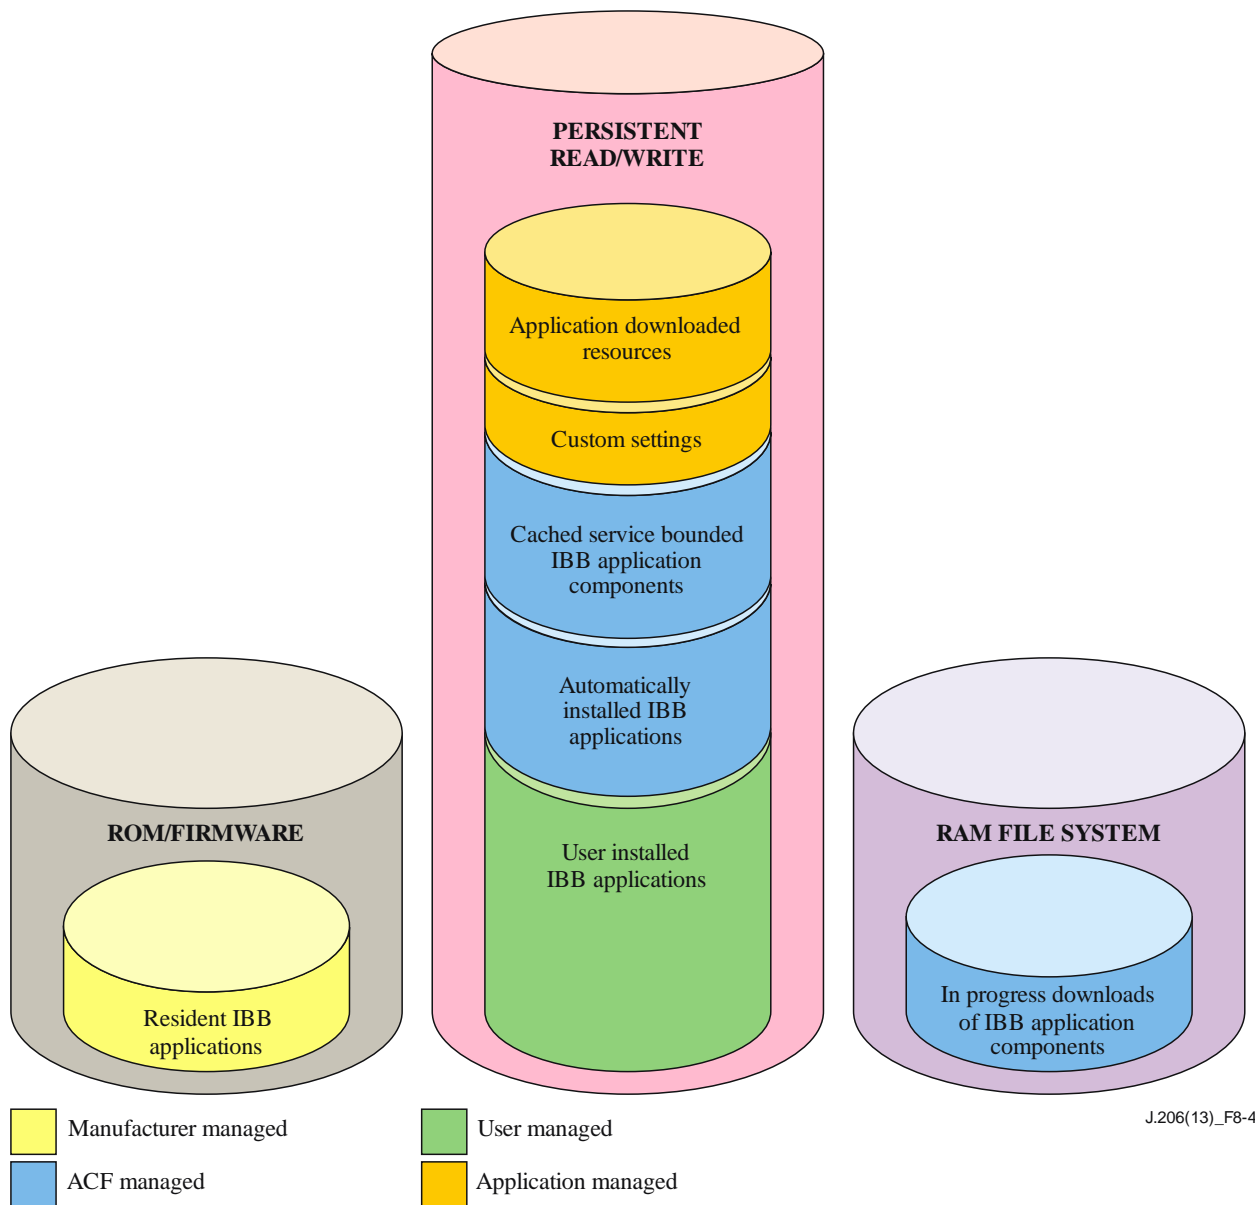 PERSISTENT
READ/WRITE
Application downloaded
resources
Custom settings
Cached service bounded
IBB application
components
Automatically
installed IBB
applications
User installed
IBB applications
ROM/FIRMWARE
Resident IBB
applications
RAM FILE SYSTEM
In progress downloads
of IBB application
components
Manufacturer managed
ACF managed
User managed
Application managed
J.206(13)_F8-4